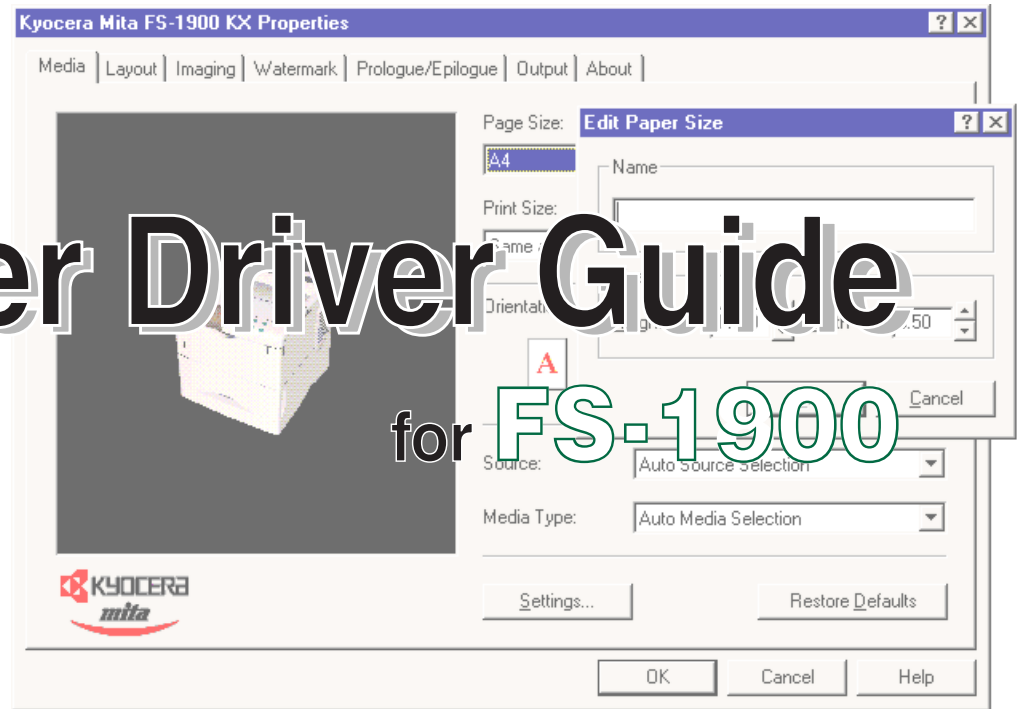 Kyocera Mita FS-1900 KX Properties
Media Layout Imaging Watermark Prologue/Epilogue Output About
Page Size:
A4
Edit Paper Size
Name
Print Size:
er Driver Guide
.50
A
for FS-1900
Cancel
Source:
Auto Source Selection
Media Type:
Auto Media Selection
KYOCERA
mita
Settings...
Restore Defaults
OK
Cancel
Help